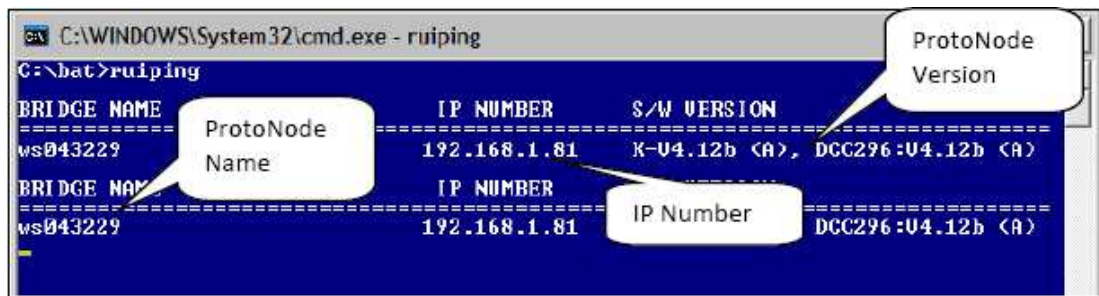 C:\WINDOWS\System32\cmd.exe - ruiping
C:\bat>ruiping
BRIDGE NAME IP NUMBER S/W VERSION
ws043229 192.168.1.81 K-V4.12b (A), DCC296:V4.12b (A)
BRIDGE NAME IP NUMBER
ws043229 192.168.1.81 DCC296:V4.12b (A)
ProtoNode
Name
IP Number
ProtoNode
Version